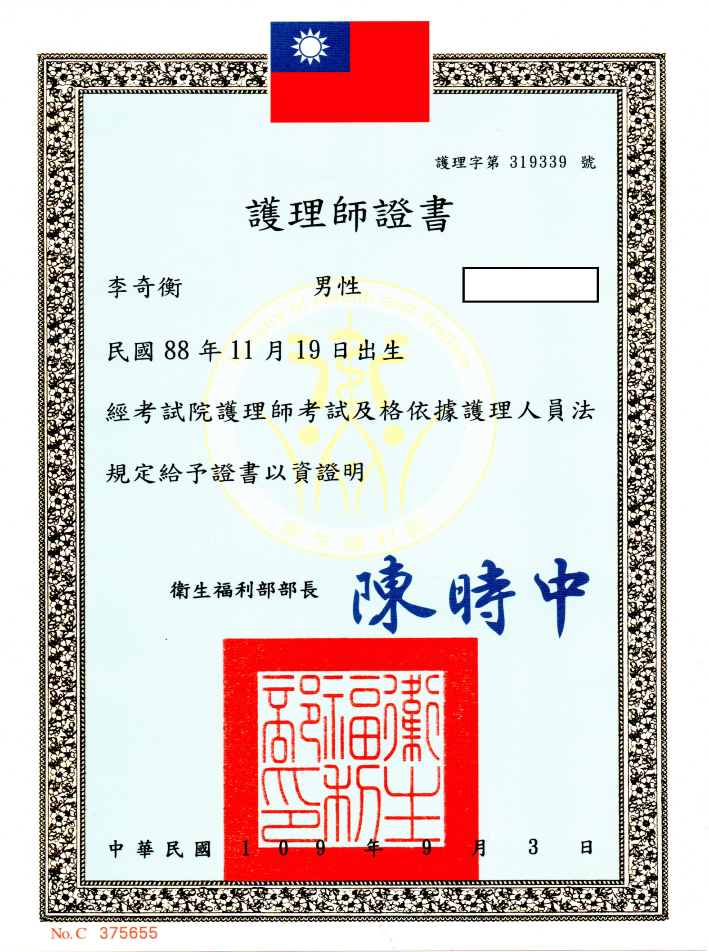 護理字第 319339 號
護理師證書
李奇衡 男性
民國 88 年 11 月 19 日出生
經考試院護理師考試及格依據護理人員法
規定給予證書以資證明
Ministry of Health and Welfare
衛生福利部
衛生福利部部長 陳時中
衛生福利部印
中華民國 109 年 9 月 3 日
No. C 375655